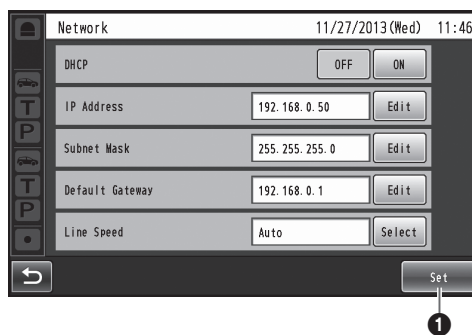 Network 11/27/2013(Wed) 11:46
DHCP OFF ON
T IP Address 192.168.0.50 Edit
P
Subnet Mask 255.255.255.0 Edit
T Default Gateway 192.168.0.1 Edit
P
Line Speed Auto Select
Set
1